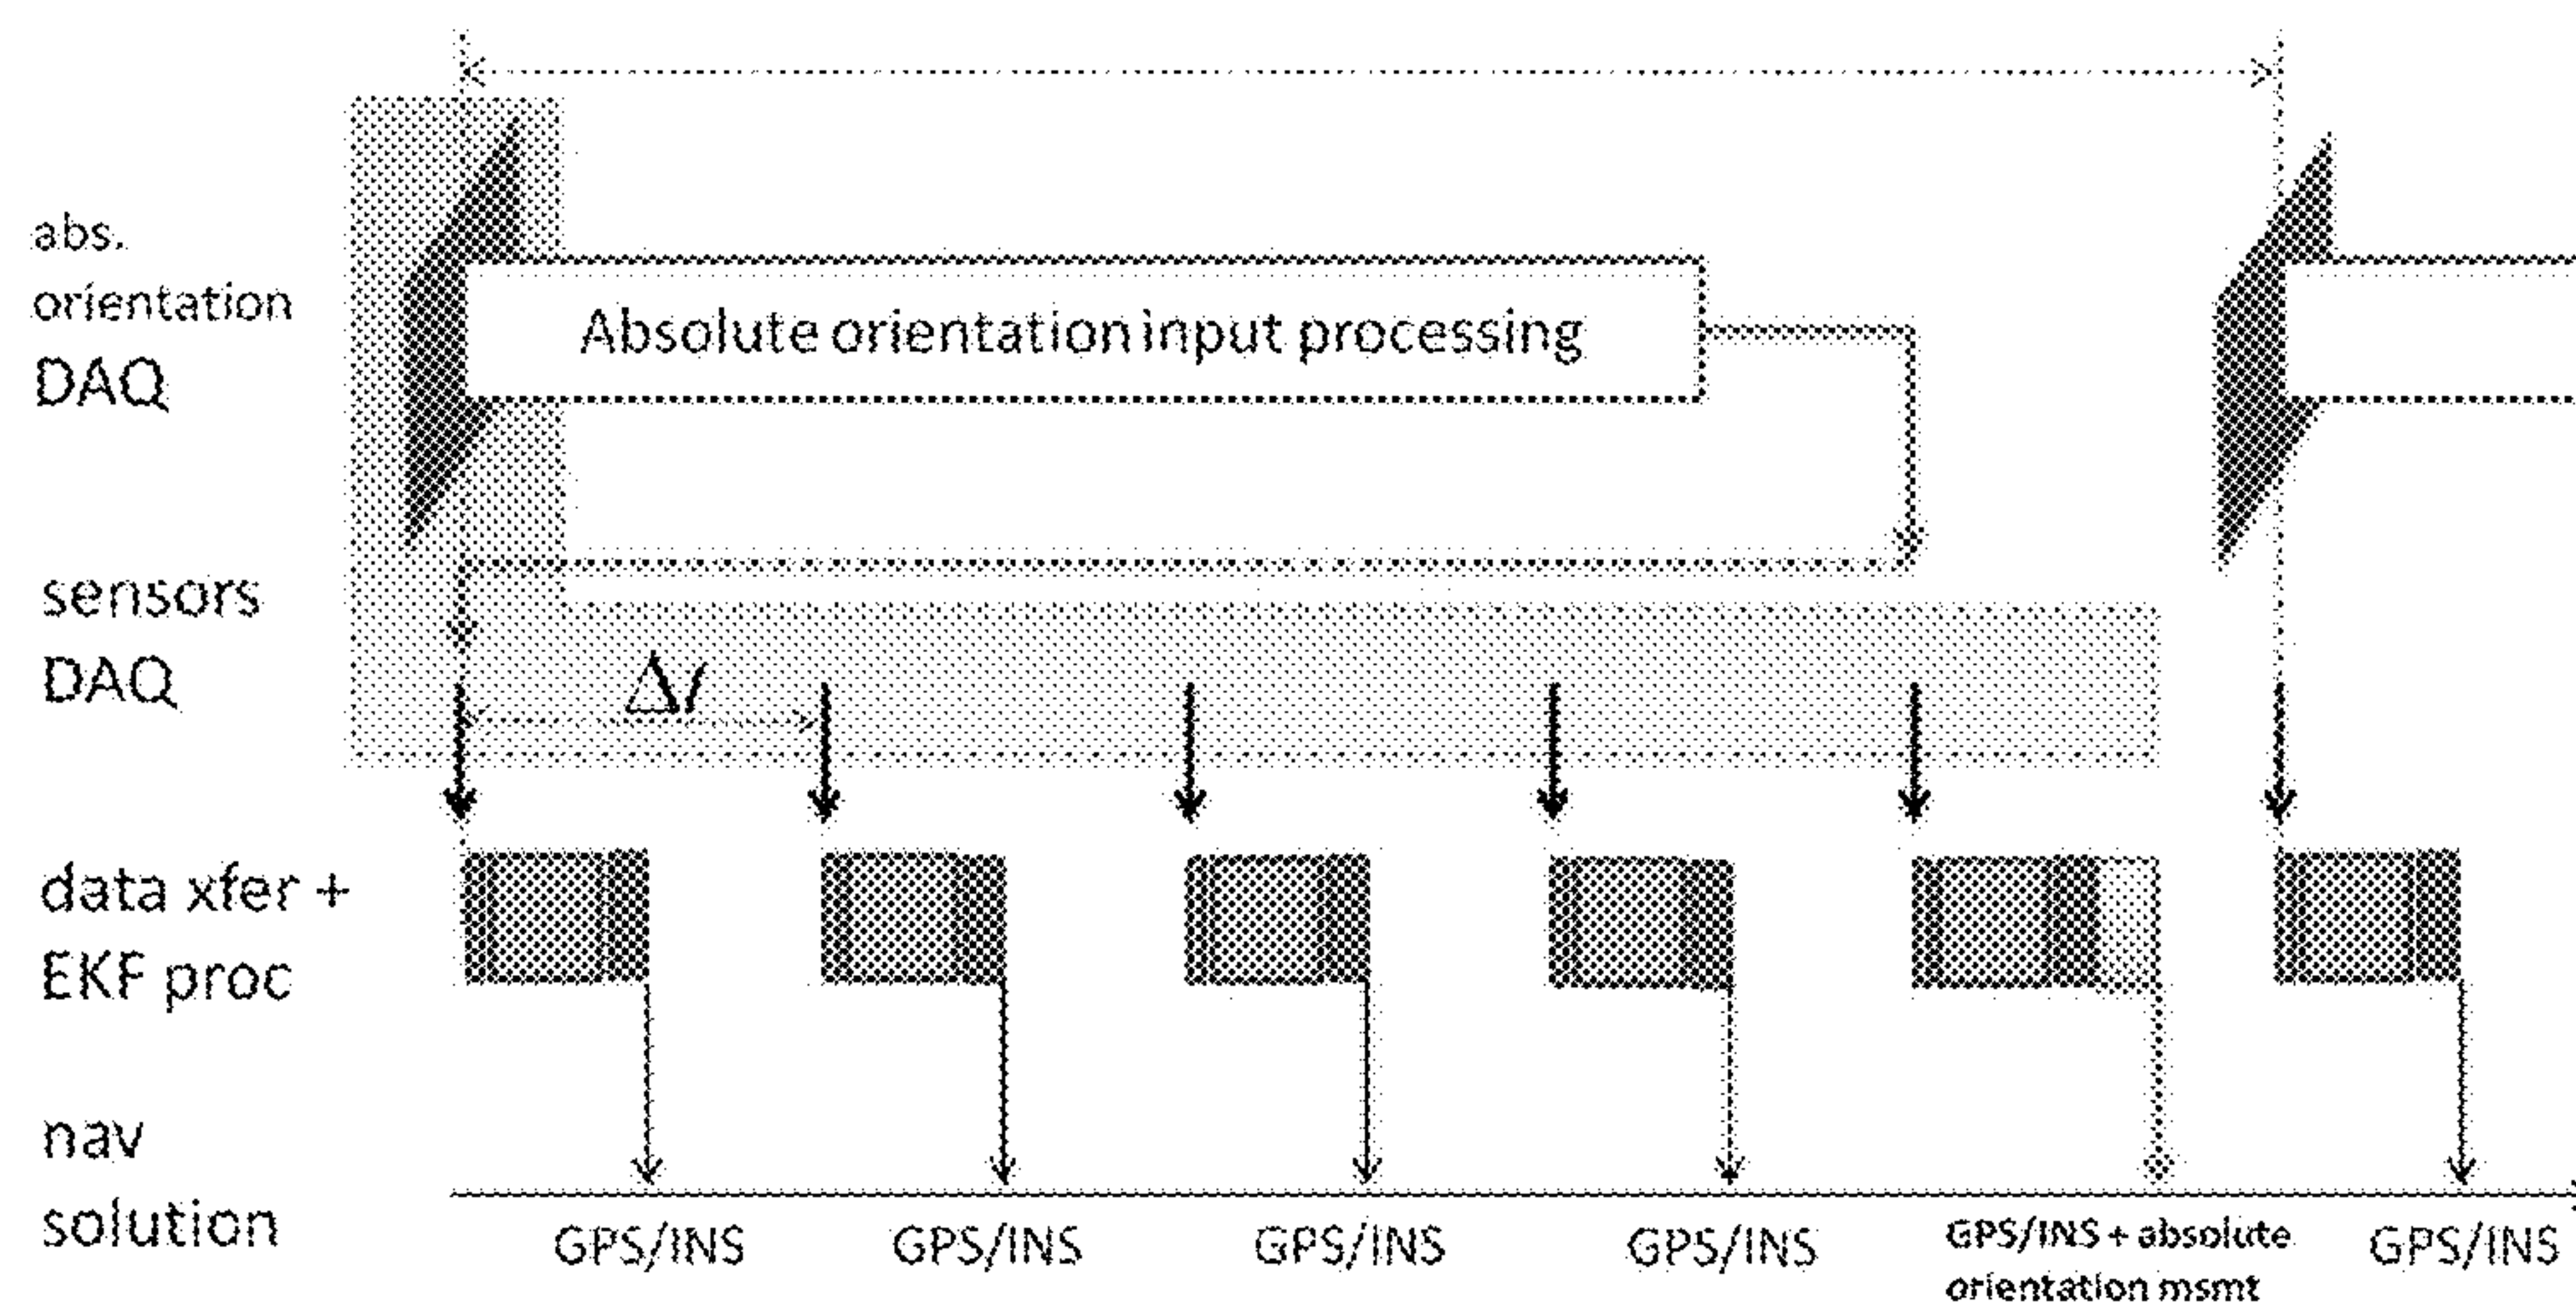 abs.
orientation
DAQ
Absolute orientation input processing
sensors
DAQ
Δt
data xfer +
EKF proc
nav
solution
GPS/INS
GPS/INS
GPS/INS
GPS/INS
GPS/INS + absolute
orientation msmt
GPS/INS